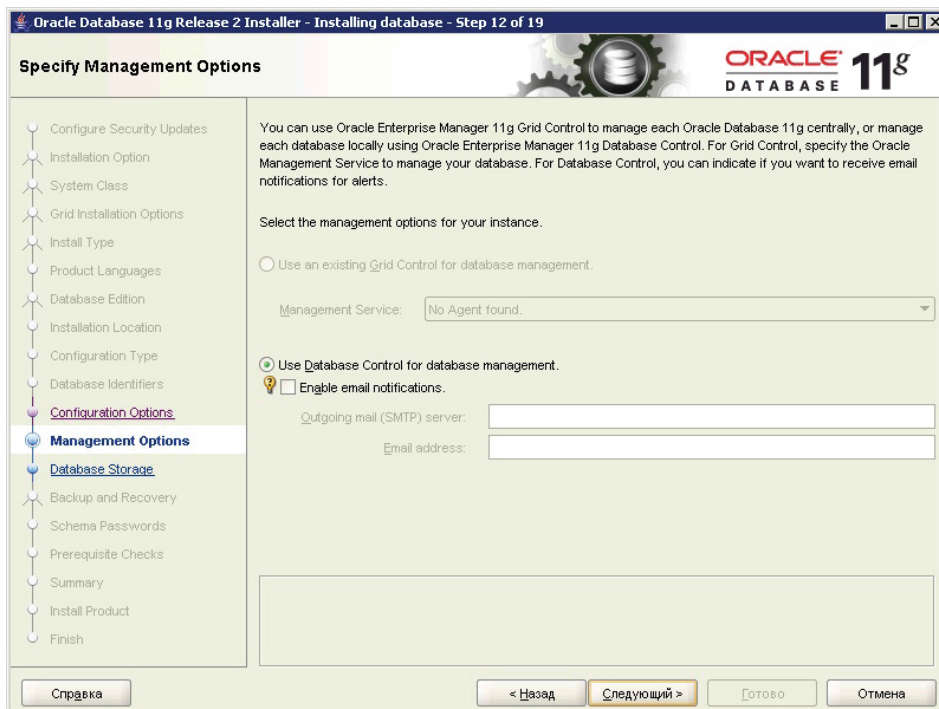 Oracle Database 11g Release 2 Installer - Installing database - Step 12 of 19
Specify Management Options
ORACLE
DATABASE
11g
Configure Security Updates
Installation Option
System Class
Grid Installation Options
Install Type
Product Languages
Database Edition
Installation Location
Configuration Type
Database Identifiers
Configuration Options
Management Options
Database Storage
Backup and Recovery
Schema Passwords
Prerequisite Checks
Summary
Install Product
Finish
You can use Oracle Enterprise Manager 11g Grid Control to manage each Oracle Database 11g centrally, or manage
each database locally using Oracle Enterprise Manager 11g Database Control. For Grid Control, specify the Oracle
Management Service to manage your database. For Database Control, you can indicate if you want to receive email
notifications for alerts.
Select the management options for your instance.
Use an existing Grid Control for database management.
Management Service: No Agent found.
Use Database Control for database management.
Enable email notifications.
Outgoing mail (SMTP) server:
Email address:
Справка
< Назад
Следующий >
Готово
Отмена